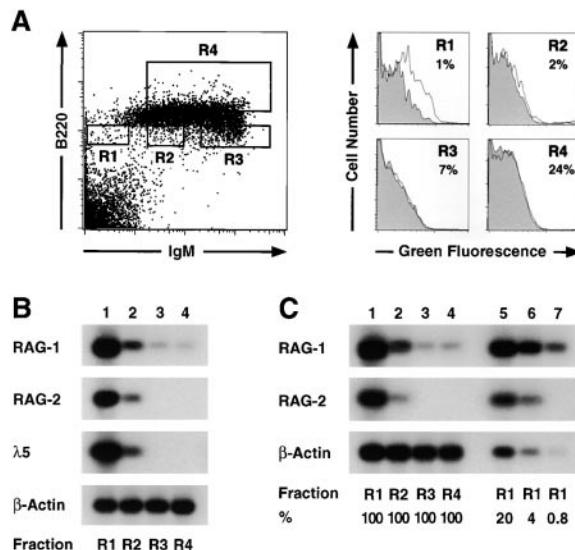 A
B220
IgM
R4
R1
R2
R3
Cell Number
R1
1%
R2
2%
R3
7%
R4
24%
Green Fluorescence
B
1 2 3 4
RAG-1
RAG-2
λ5
β-Actin
Fraction R1 R2 R3 R4
C
1 2 3 4 5 6 7
RAG-1
RAG-2
β-Actin
Fraction R1 R2 R3 R4 R1 R1 R1
% 100 100 100 100 20 4 0.8